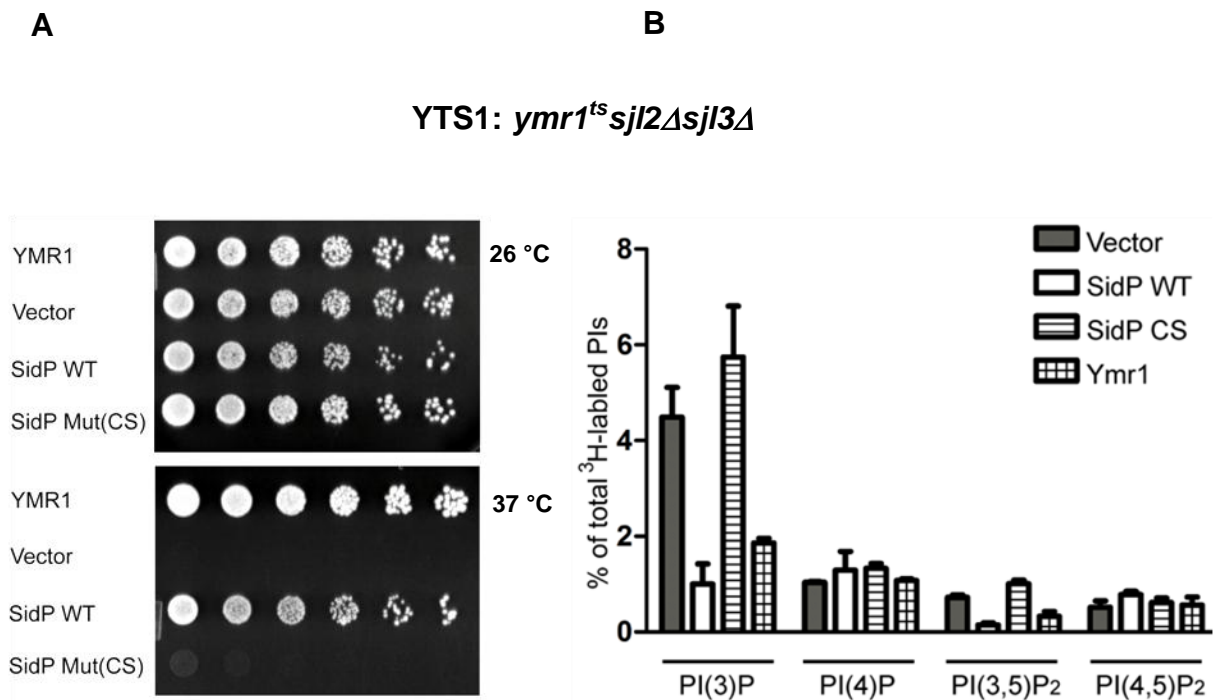 A
B
YTS1: ymr1ts sjl2Δsjl3Δ
YMR1
Vector
SidP WT
SidP Mut(CS)
26 °C
YMR1
Vector
SidP WT
SidP Mut(CS)
37 °C
% of total ³H-labled PIs
8
6
4
2
0
Vector
SidP WT
SidP CS
Ymr1
PI(3)P PI(4)P PI(3,5)P₂ PI(4,5)P₂